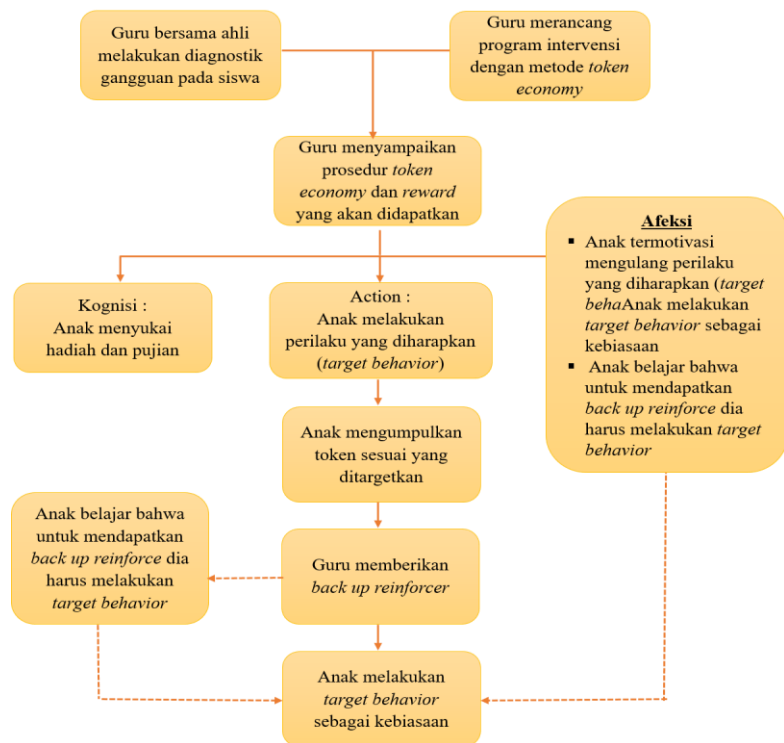 Guru bersama ahli
melakukan diagnostik
gangguan pada siswa
Guru merancang
program intervensi
dengan metode token
economy
Guru menyampaikan
prosedur token
economy dan reward
yang akan didapatkan
Kognisi :
Anak menyukai
hadiah dan pujian
Action :
Anak melakukan
perilaku yang diharapkan
(target behavior)
Afeksi
▪ Anak termotivasi
mengulang perilaku
yang diharapkan (target
behaAnak melakukan
target behavior sebagai
kebiasaan
▪ Anak belajar bahwa
untuk mendapatkan
back up reinforce dia
harus melakukan target
behavior
Anak mengumpulkan
token sesuai yang
ditargetkan
Anak belajar bahwa
untuk mendapatkan
back up reinforce dia
harus melakukan
target behavior
Guru memberikan
back up reinforcer
Anak melakukan
target behavior
sebagai kebiasaan